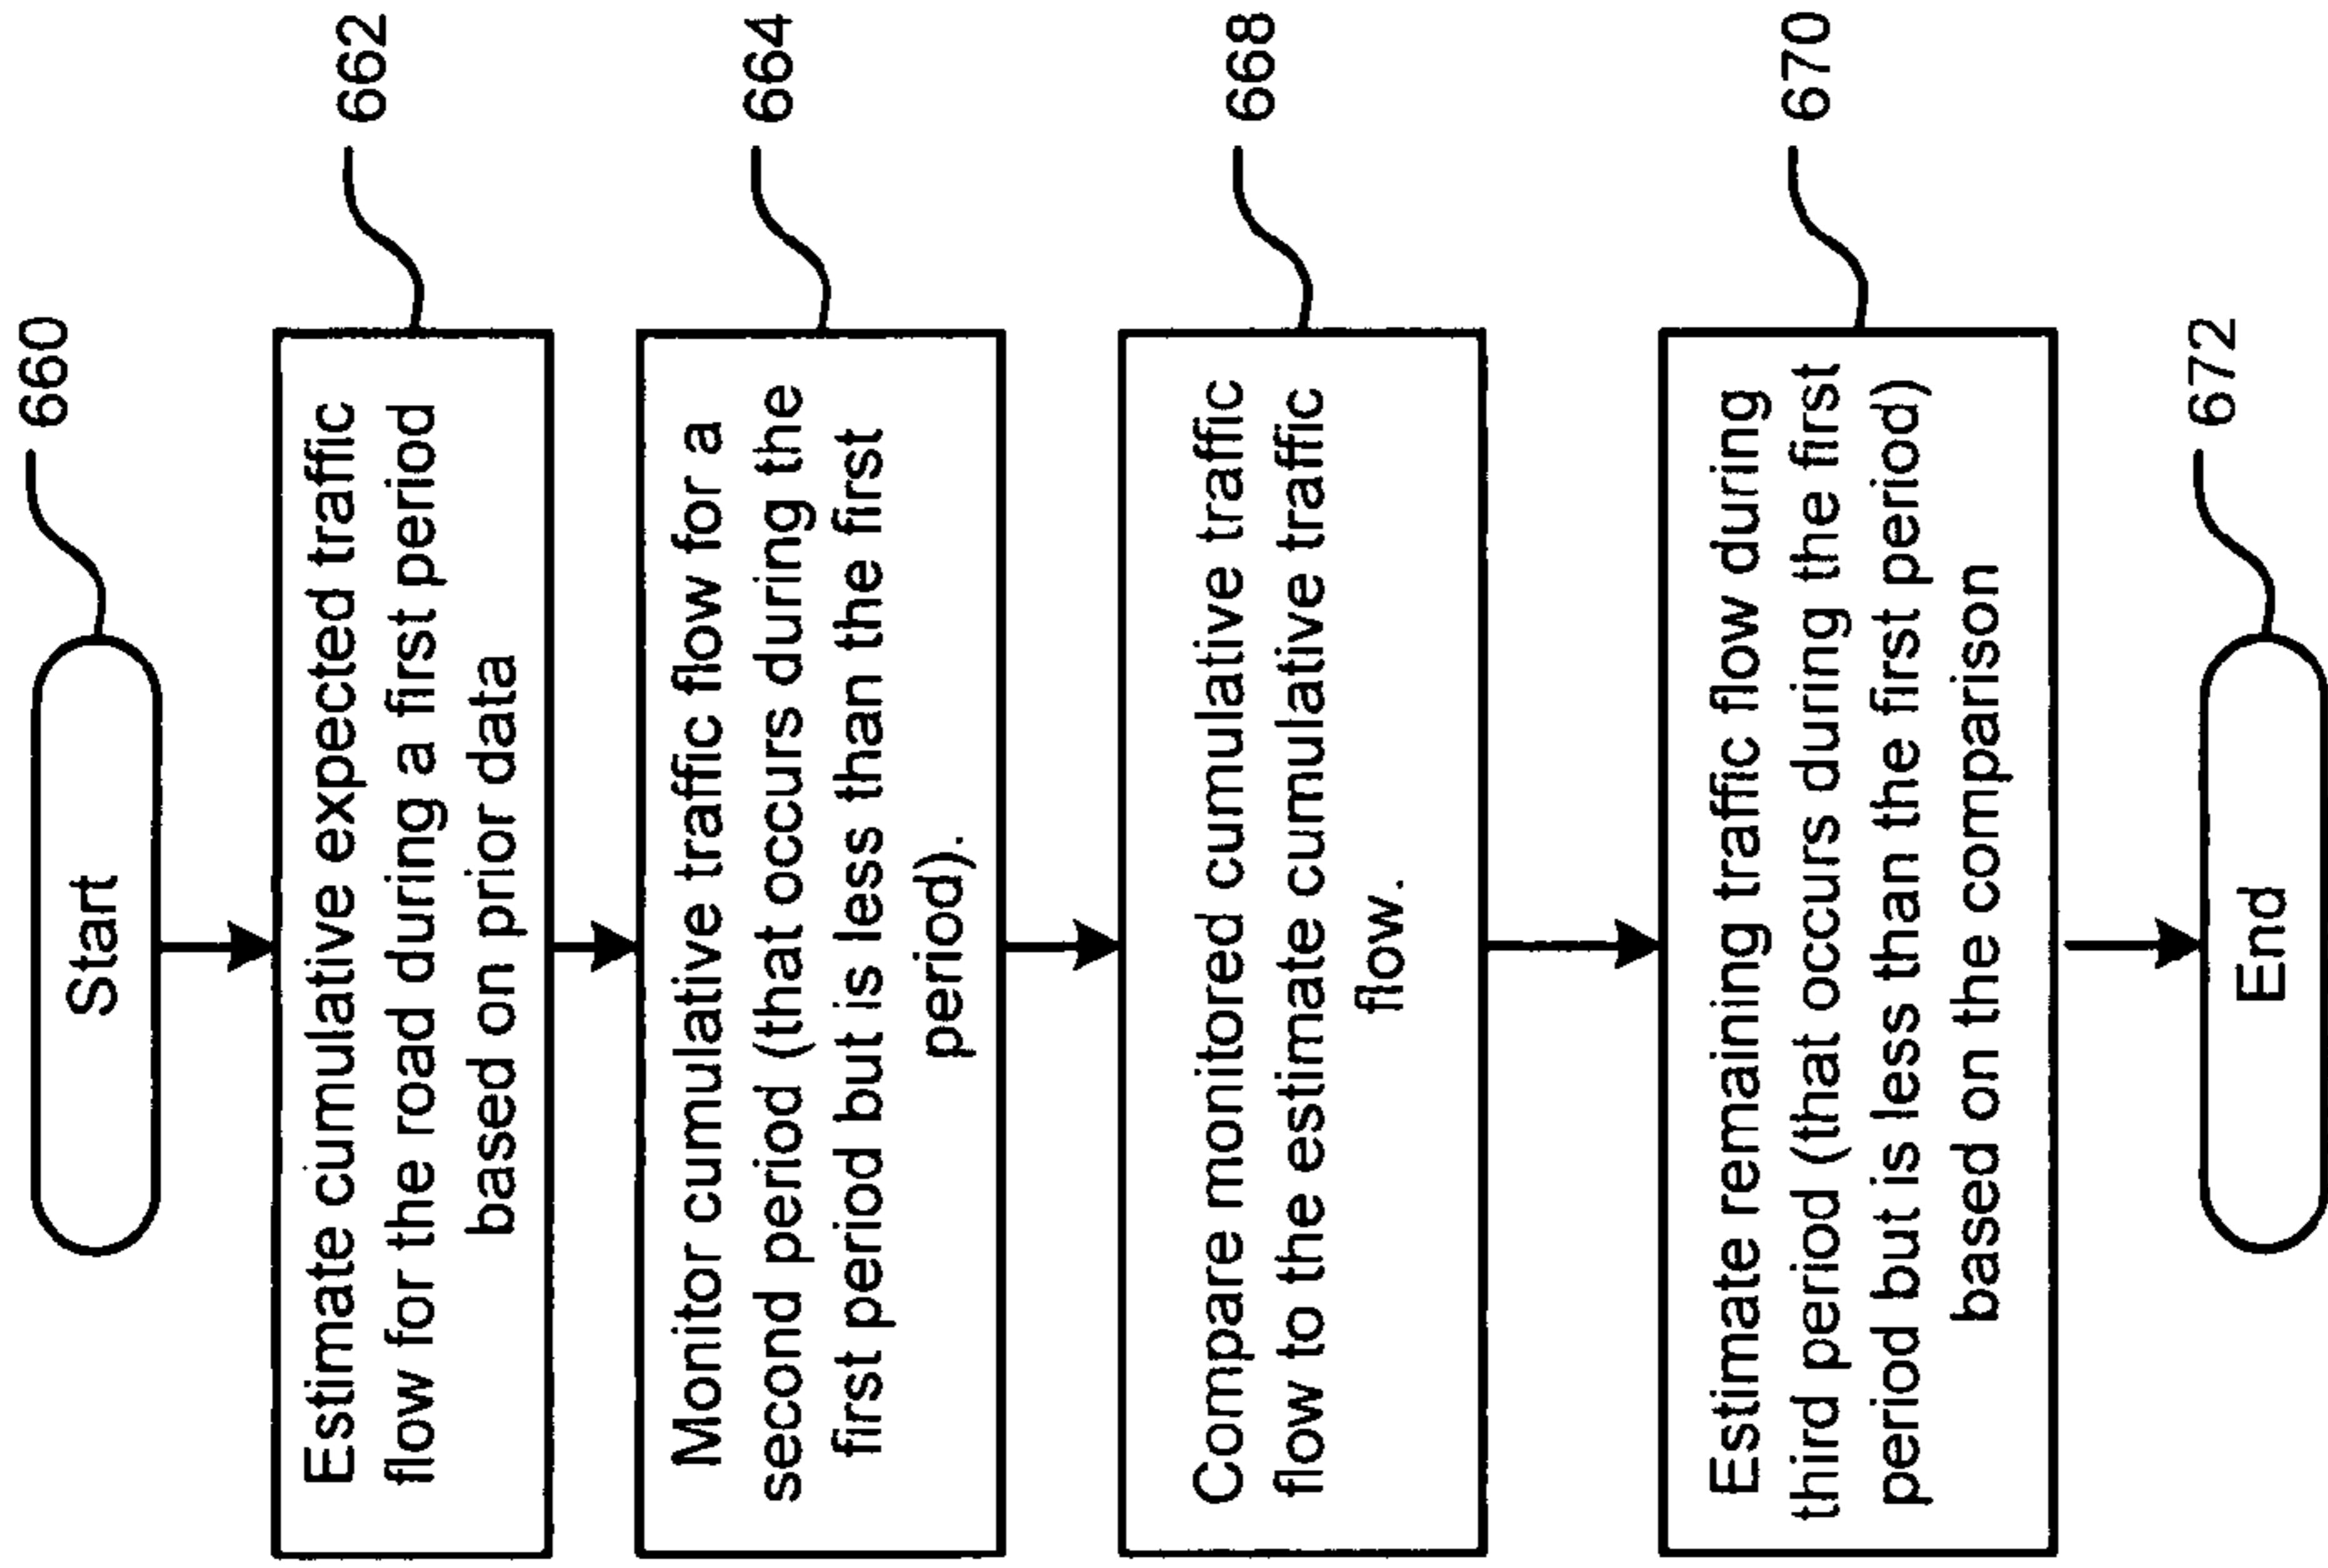 660
Start
662
Estimate cumulative expected traffic
flow for the road during a first period
based on prior data
664
Monitor cumulative traffic flow for a
second period (that occurs during the
first period but is less than the first
period).
668
Compare monitored cumulative traffic
flow to the estimate cumulative traffic
flow.
670
Estimate remaining traffic flow during
third period (that occurs during the first
period but is less than the first period)
based on the comparison
672
End